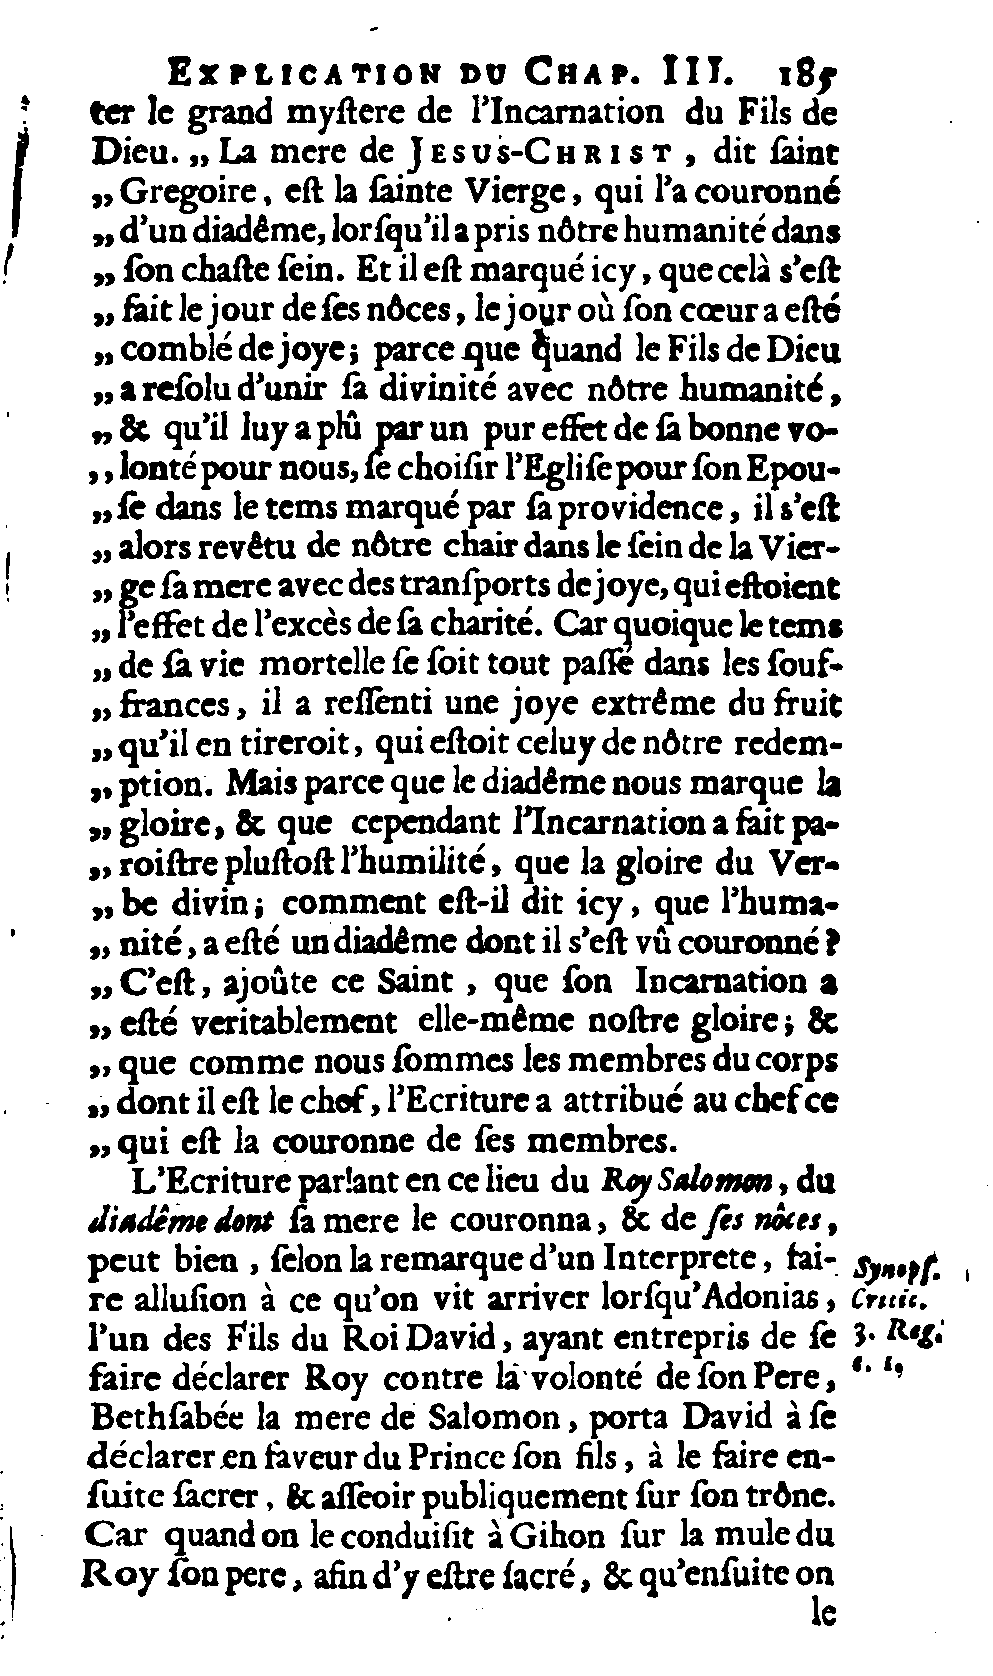 EXPLICATION DU CHAP. III. 185
ter le grand myſtere de l'Incarnation du Fils de
Dieu. „ La mere de JESUS-CHRIST, dit ſaint
„ Gregoire, eſt la ſainte Vierge, qui l'a couronné
„ d'un diadême, lorſqu'il a pris nôtre humanité dans
„ ſon chaſte ſein. Et il eſt marqué icy, que celà s'eſt
„ fait le jour de ſes nôces, le jour où ſon cœur a eſté
„ comblé de joye; parce que quand le Fils de Dieu
„ a reſolu d'unir ſa divinité avec nôtre humanité,
„ & qu'il luy a plû par un pur effet de ſa bonne vo-
„ lonté pour nous, ſe choiſir l'Egliſe pour ſon Epou-
„ ſe dans le tems marqué par ſa providence, il s'eſt
„ alors revêtu de nôtre chair dans le ſein de la Vier-
„ ge ſa mere avec des tranſports de joye, qui eſtoient
„ l'effet de l'excès de ſa charité. Car quoique le tems
„ de ſa vie mortelle ſe ſoit tout paſſé dans les ſouf-
„ frances, il a reſſenti une joye extrême du fruit
„ qu'il en tireroit, qui eſtoit celuy de nôtre redem-
„ ption. Mais parce que le diadême nous marque la
„ gloire, & que cependant l'Incarnation a fait pa-
„ roiſtre pluſtoſt l'humilité, que la gloire du Ver-
„ be divin; comment eſt-il dit icy, que l'huma-
„ nité, a eſté un diadême dont il s'eſt vû couronné?
„ C'eſt, ajoûte ce Saint, que ſon Incarnation a
„ eſté veritablement elle-même noſtre gloire; &
„ que comme nous ſommes les membres du corps
„ dont il eſt le chef, l'Ecriture a attribué au chef ce
„ qui eſt la couronne de ſes membres.
L'Ecriture parlant en ce lieu du Roy Salomon, du
diadême dont ſa mere le couronna, & de ſes nôces,
peut bien, ſelon la remarque d'un Interprete, fai-
re alluſion à ce qu'on vit arriver lorſqu'Adonias,
l'un des Fils du Roi David, ayant entrepris de ſe
faire déclarer Roy contre la volonté de ſon Pere,
Bethſabée la mere de Salomon, porta David à ſe
déclarer en faveur du Prince ſon fils, à le faire en-
ſuite ſacrer, & aſſeoir publiquement ſur ſon trône.
Car quand on le conduiſit à Gihon ſur la mule du
Roy ſon pere, afin d'y eſtre ſacré, & qu'enſuite on
le
Synopſ.
Critic.
3. Reg.
1.